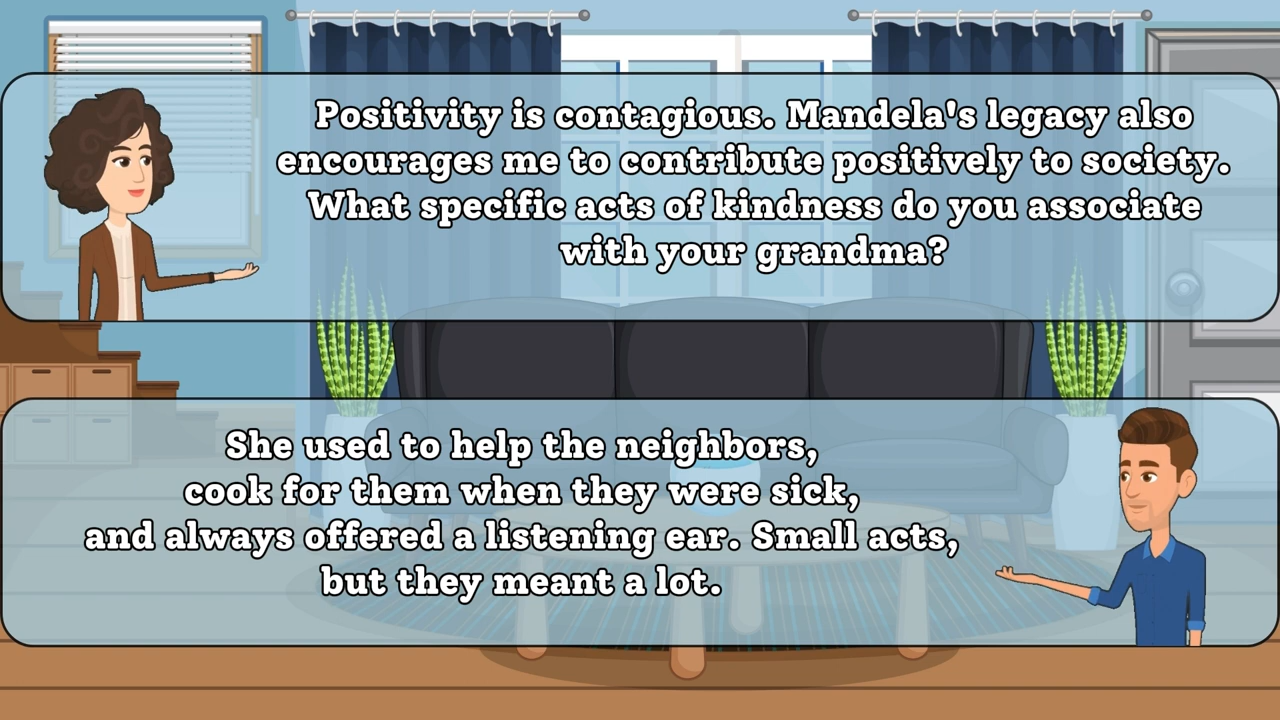 Positivity is contagious. Mandela's legacy also
encourages me to contribute positively to society.
What specific acts of kindness do you associate
with your grandma?
She used to help the neighbors,
cook for them when they were sick,
and always offered a listening ear. Small acts,
but they meant a lot.